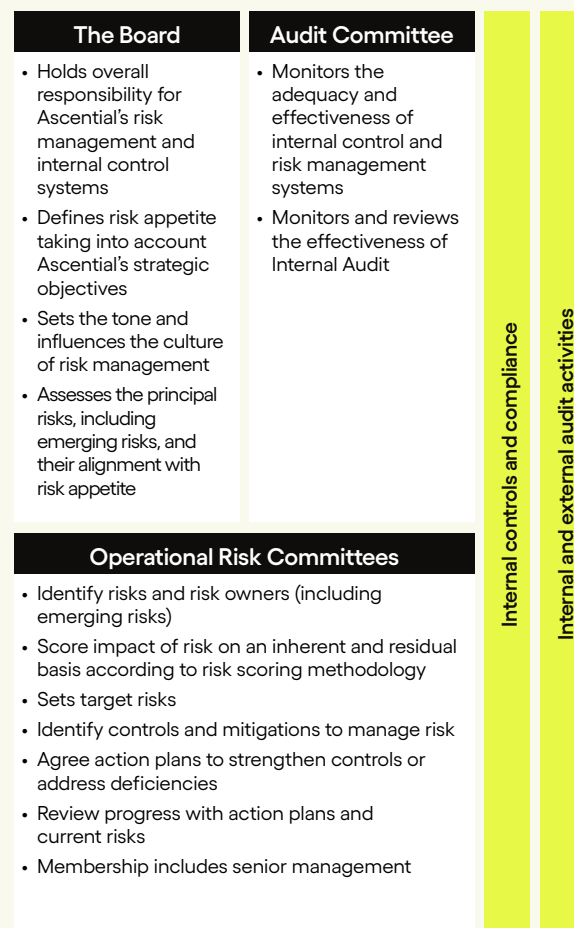 The Board
• Holds overall
responsibility for
Ascential’s risk
management and
internal control
systems
• Defines risk appetite
taking into account
Ascential’s strategic
objectives
• Sets the tone and
influences the culture
of risk management
• Assesses the principal
risks, including
emerging risks, and
their alignment with
risk appetite
Audit Committee
• Monitors the
adequacy and
effectiveness of
internal control and
risk management
systems
• Monitors and reviews
the effectiveness of
Internal Audit
Operational Risk Committees
• Identify risks and risk owners (including
emerging risks)
• Score impact of risk on an inherent and residual
basis according to risk scoring methodology
• Sets target risks
• Identify controls and mitigations to manage risk
• Agree action plans to strengthen controls or
address deficiencies
• Review progress with action plans and
current risks
• Membership includes senior management
Internal controls and compliance
Internal and external audit activities